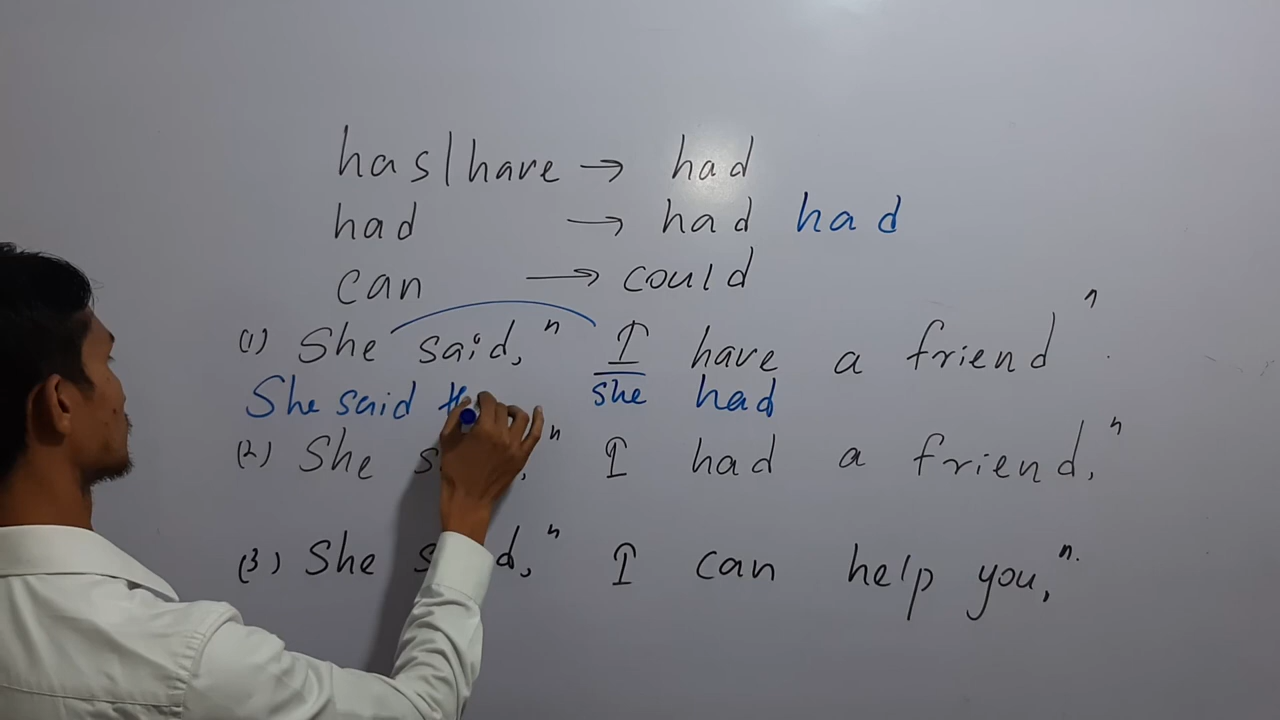 has/have → had
had → had had
can → could
(1) She said," I have a friend".
She said she had
(2) She I had a friend,"
(3) She I can help you,".